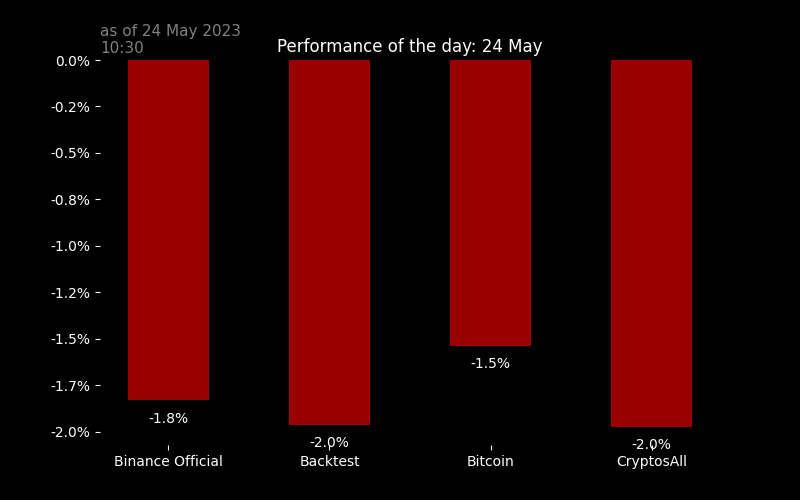 as of 24 May 2023
10:30
Performance of the day: 24 May
0.0%
-0.2%
-0.5%
-0.8%
-1.0%
-1.2%
-1.5%
-1.7%
-2.0%
-1.8%
-2.0%
-1.5%
-2.0%
Binance Official
Backtest
Bitcoin
CryptosAll